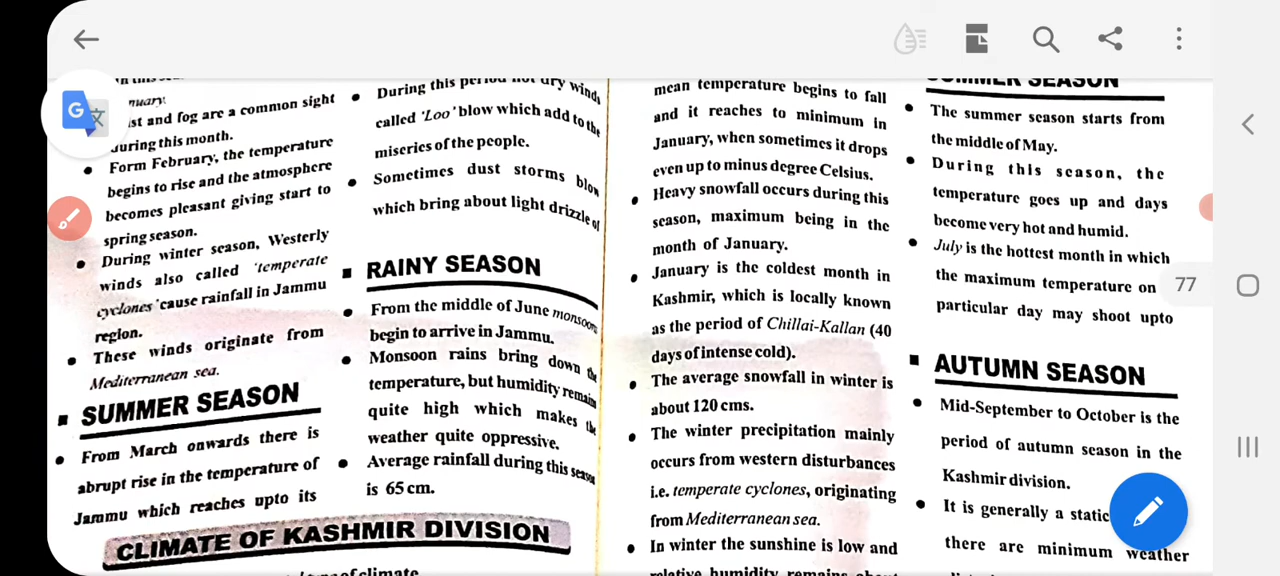 nuary.
ist and fog are a common sight
during this month.
● Form February, the temperature
begins to rise and the atmosphere
becomes pleasant giving start to
spring season.
● During winter season, Westerly
winds also called 'temperate
cyclones' cause rainfall in Jammu
region.
● These winds originate from
Mediterranean sea.
■ SUMMER SEASON
● From March onwards there is
abrupt rise in the temperature of
Jammu which reaches upto its
● During this period hot dry winds
called 'Loo' blow which add to the
miseries of the people.
● Sometimes dust storms blow
which bring about light drizzle of
■ RAINY SEASON
● From the middle of June monsoon
begin to arrive in Jammu.
● Monsoon rains bring down the
temperature, but humidity remains
quite high which makes the
weather quite oppressive.
● Average rainfall during this season
is 65 cm.
CLIMATE OF KASHMIR DIVISION
of climate
mean temperature begins to fall
and it reaches to minimum in
January, when sometimes it drops
even up to minus degree Celsius.
● Heavy snowfall occurs during this
season, maximum being in the
month of January.
● January is the coldest month in
Kashmir, which is locally known
as the period of Chillai-Kallan (40
days of intense cold).
● The average snowfall in winter is
about 120 cms.
● The winter precipitation mainly
occurs from western disturbances
i.e. temperate cyclones, originating
from Mediterranean sea.
● In winter the sunshine is low and
relative humidity remains about
SUMMER SEASON
● The summer season starts from
the middle of May.
● During this season, the
temperature goes up and days
become very hot and humid.
● July is the hottest month in which
the maximum temperature on
particular day may shoot upto
■ AUTUMN SEASON
● Mid-September to October is the
period of autumn season in the
Kashmir division.
● It is generally a static
there are minimum weather
77
G